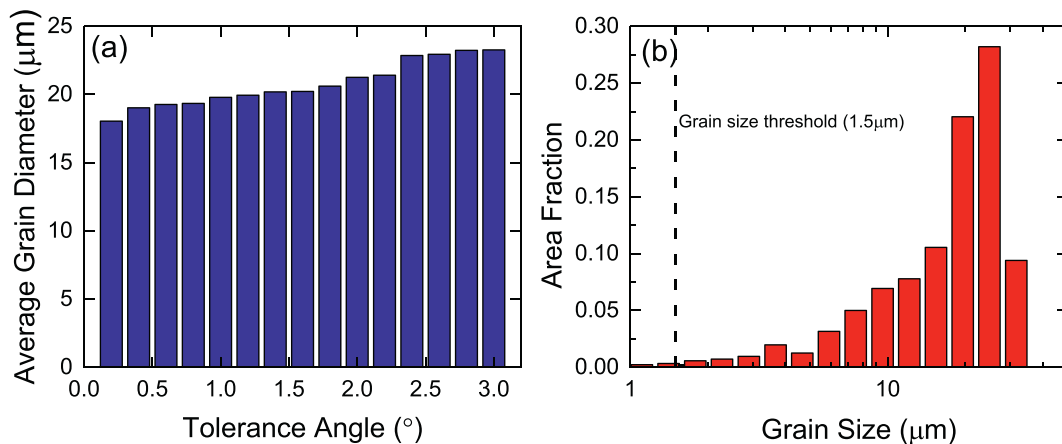 (a)
Average Grain Diameter (μm)
25
20
15
10
5
0
0.0 0.5 1.0 1.5 2.0 2.5 3.0
Tolerance Angle (°)
(b)
Grain size threshold (1.5μm)
Area Fraction
0.30
0.25
0.20
0.15
0.10
0.05
0.00
1 10
Grain Size (μm)